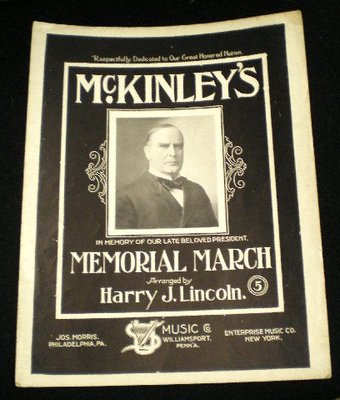 "Respectfully Dedicated to Our Great Honored Nation.
McKINLEY'S
IN MEMORY OF OUR LATE BELOVED PRESIDENT.
MEMORIAL MARCH
Arranged by
Harry J. Lincoln.
5
JOS. MORRIS,
PHILADELPHIA, PA.
MUSIC Co
WILLIAMSPORT,
PENN'A.
ENTERPRISE MUSIC CO.
NEW YORK.